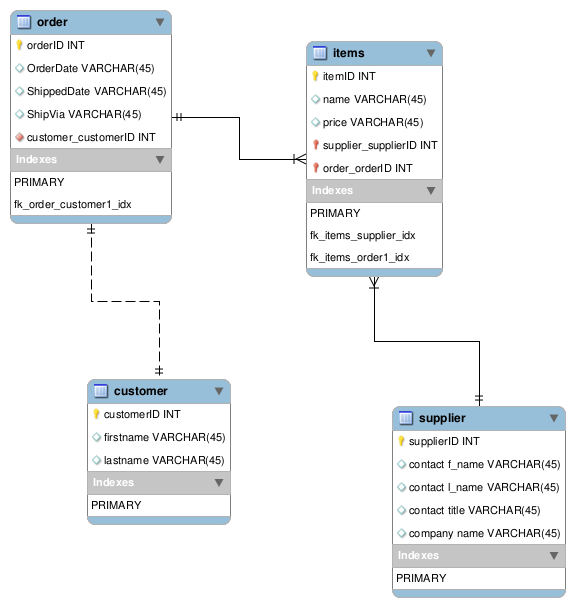 order
orderID INT
OrderDate VARCHAR(45)
ShippedDate VARCHAR(45)
ShipVia VARCHAR(45)
customer_customerID INT
Indexes
PRIMARY
fk_order_customer1_idx
items
itemID INT
name VARCHAR(45)
price VARCHAR(45)
supplier_supplierID INT
order_orderID INT
Indexes
PRIMARY
fk_items_supplier_idx
fk_items_order1_idx
customer
customerID INT
firstname VARCHAR(45)
lastname VARCHAR(45)
Indexes
PRIMARY
supplier
supplierID INT
contact f_name VARCHAR(45)
contact l_name VARCHAR(45)
contact title VARCHAR(45)
company name VARCHAR(45)
Indexes
PRIMARY